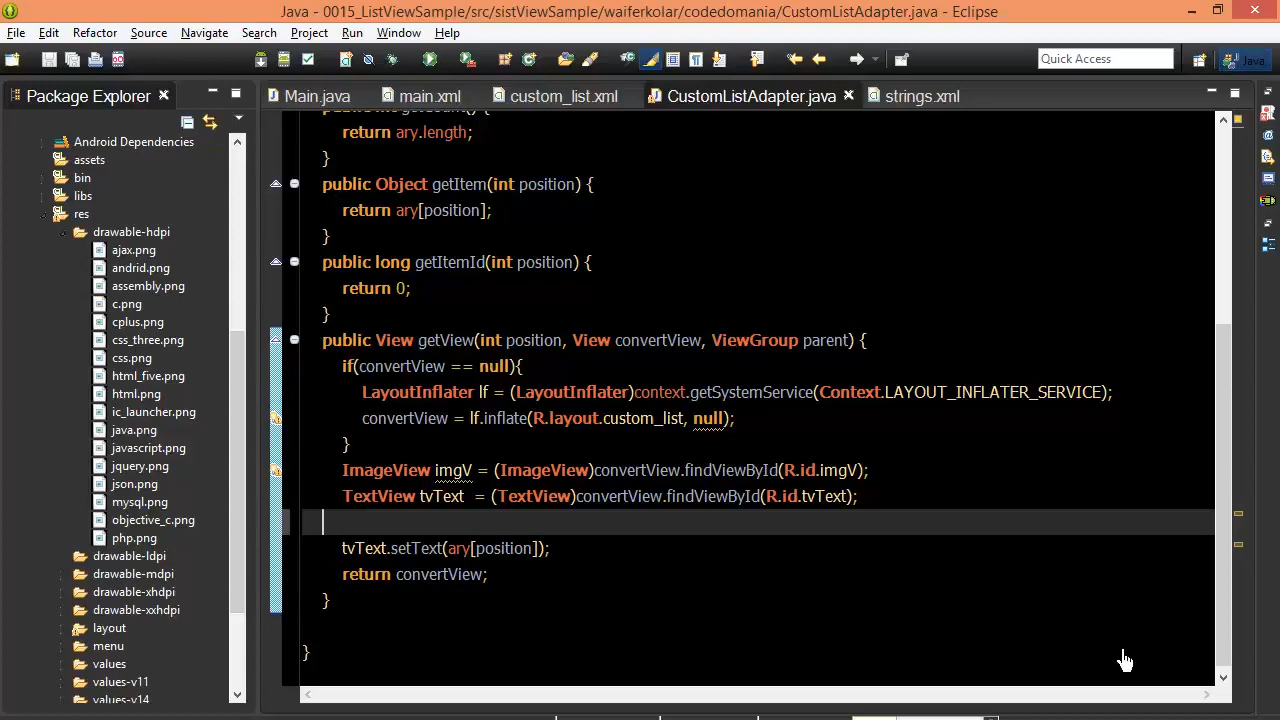 Java - 0015_ListViewSample/src/sistViewSample/waiferkolar/codedomania/CustomListAdapter.java - Eclipse
File Edit Refactor Source Navigate Search Project Run Window Help
Quick Access
Java
Package Explorer
Main.java main.xml custom_list.xml CustomListAdapter.java strings.xml
Android Dependencies
assets
bin
libs
res
drawable-hdpi
ajax.png
andrid.png
assembly.png
c.png
cplus.png
css_three.png
css.png
html_five.png
html.png
ic_launcher.png
java.png
javascript.png
jquery.png
json.png
mysql.png
objective_c.png
php.png
drawable-ldpi
drawable-mdpi
drawable-xhdpi
drawable-xxhdpi
layout
menu
values
values-v11
values-v14
return ary.length;
}
public Object getItem(int position) {
return ary[position];
}
public long getItemId(int position) {
return 0;
}
public View getView(int position, View convertView, ViewGroup parent) {
if(convertView == null){
LayoutInflater lf = (LayoutInflater)context.getSystemService(Context.LAYOUT_INFLATER_SERVICE);
convertView = lf.inflate(R.layout.custom_list, null);
}
ImageView imgV = (ImageView)convertView.findViewById(R.id.imgV);
TextView tvText  = (TextView)convertView.findViewById(R.id.tvText);
tvText.setText(ary[position]);
return convertView;
}
}